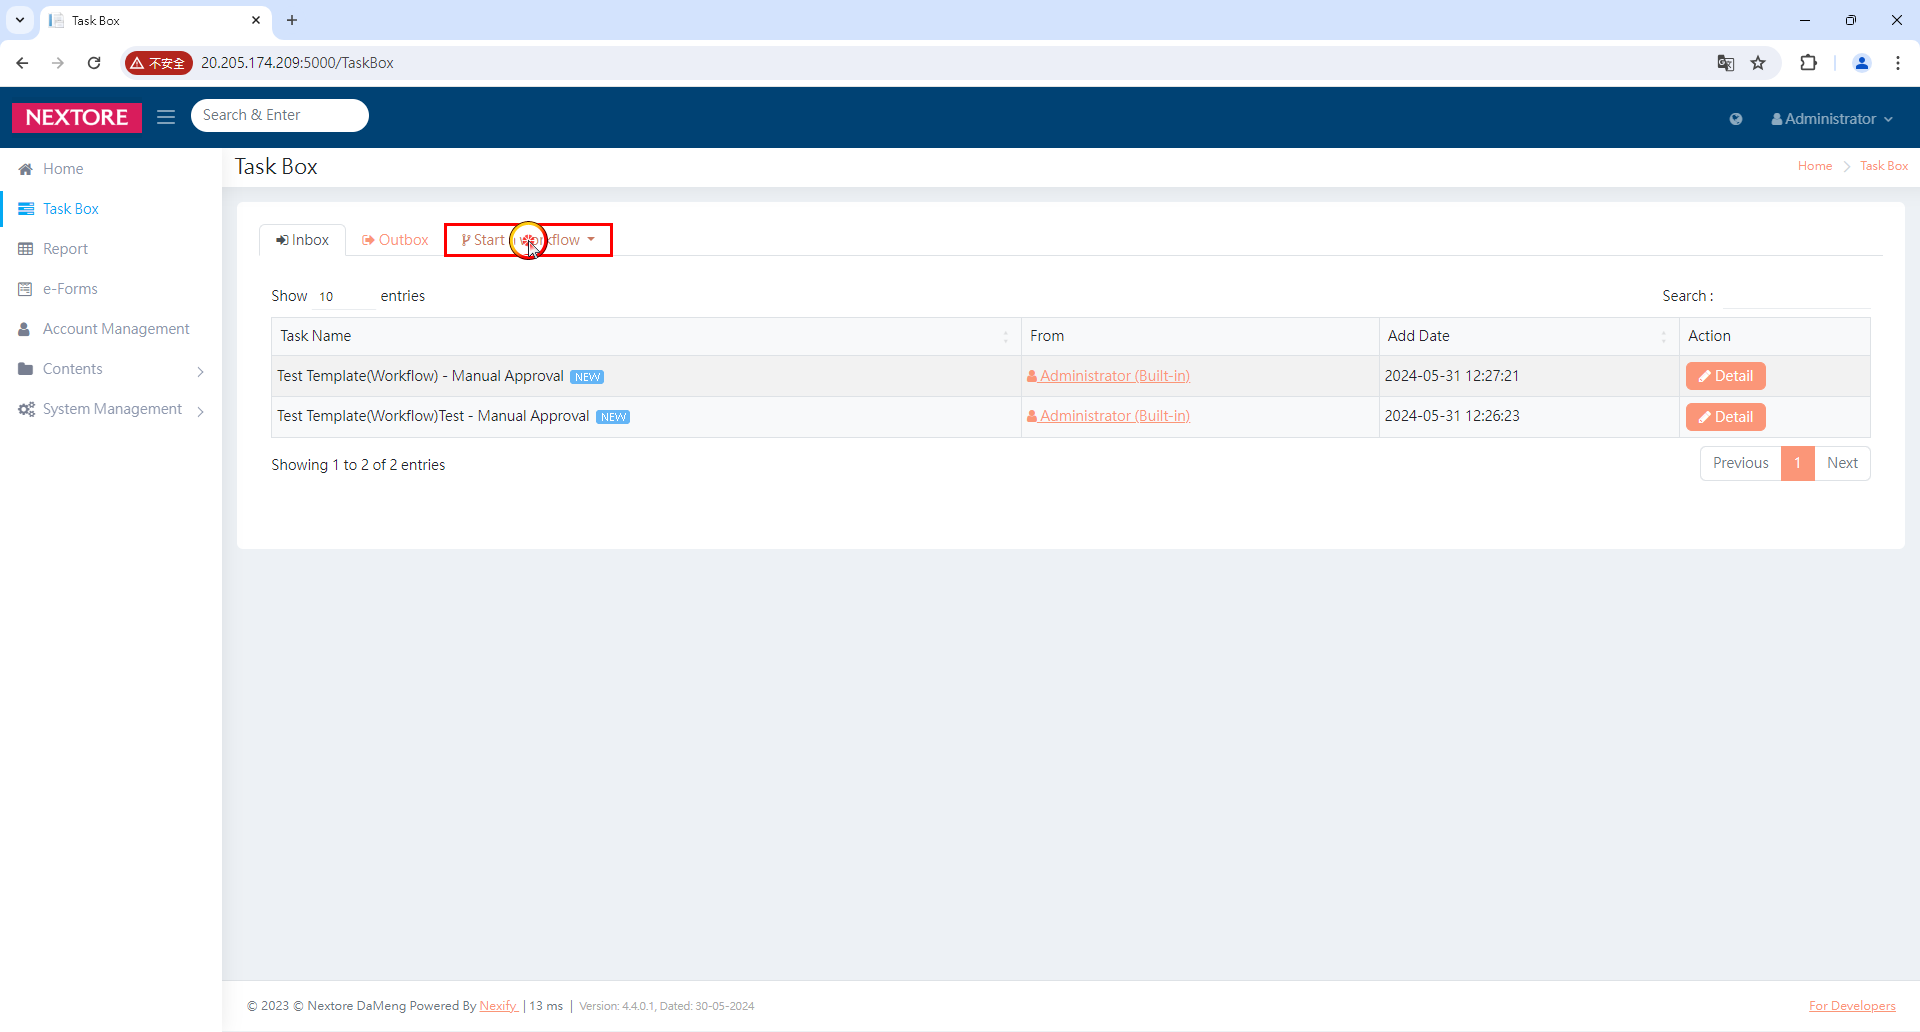 Task Box
不安全
20.205.174.209:5000/TaskBox
NEXTORE
Search & Enter
Administrator
Home
Task Box
Report
e-Forms
Account Management
Contents
System Management
Task Box
Home
Task Box
Inbox
Outbox
Start
Show 10 entries
Search :
Task Name
From
Add Date
Action
Test Template(Workflow) - Manual Approval NEW
Administrator (Built-in)
2024-05-31 12:27:21
Detail
Test Template(Workflow)Test - Manual Approval NEW
Administrator (Built-in)
2024-05-31 12:26:23
Detail
Showing 1 to 2 of 2 entries
Previous
1
Next
© 2023 © Nextore DaMeng Powered By Nexify | 13 ms | Version: 4.4.0.1, Dated: 30-05-2024
For Developers